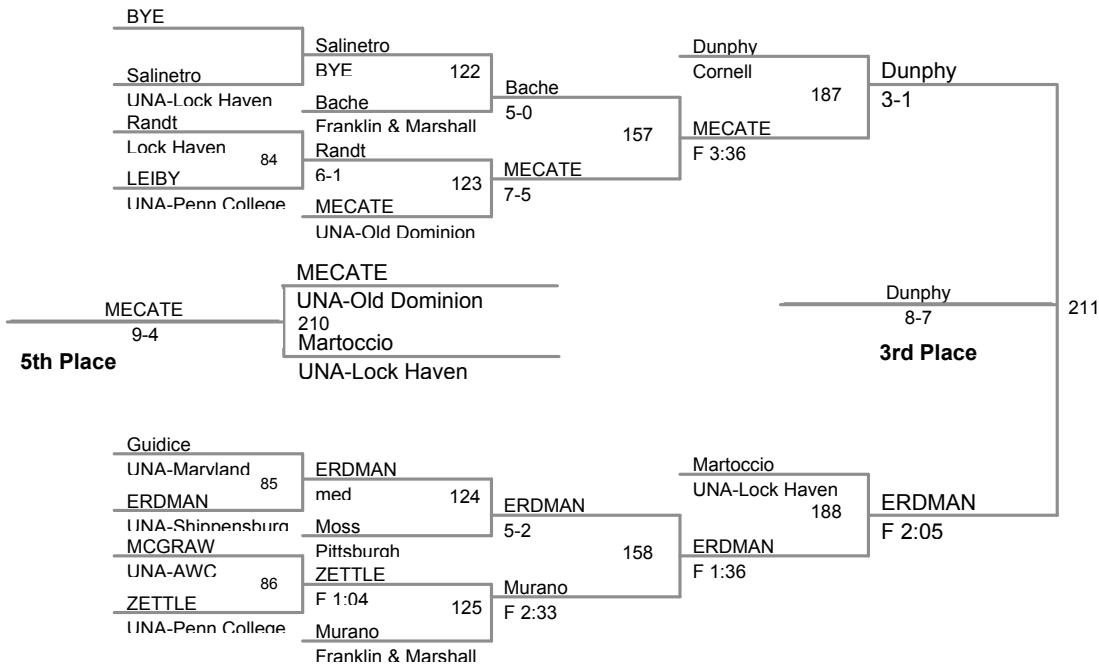 BYE
Salinetro
UNA-Lock Haven
Randt
Lock Haven
84
LEIBY
UNA-Penn College
Salinetro
BYE
122
Bache
Franklin & Marshall
Randt
6-1
123
MECATE
UNA-Old Dominion
Bache
5-0
157
MECATE
7-5
Dunphy
Cornell
187
MECATE
F 3:36
Dunphy
3-1
MECATE
9-4
5th Place
MECATE
UNA-Old Dominion
210
Martoccio
UNA-Lock Haven
Dunphy
8-7
3rd Place
211
Guidice
UNA-Maryland
85
ERDMAN
UNA-Shippensburg
MCGRAW
UNA-AWC
86
ZETTLE
UNA-Penn College
ERDMAN
med
124
Moss
Pittsburgh
ZETTLE
F 1:04
125
Murano
Franklin & Marshall
ERDMAN
5-2
158
Murano
F 2:33
Martoccio
UNA-Lock Haven
188
ERDMAN
F 1:36
ERDMAN
F 2:05